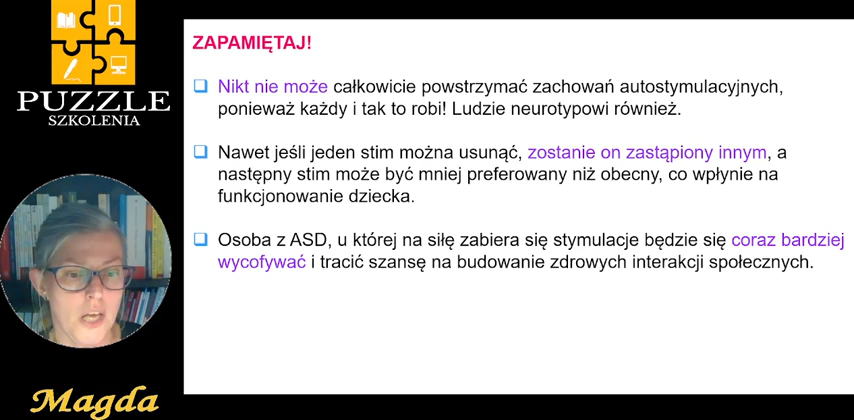 PUZZLE
SZKOLENIA
Magda
ZAPAMIĘTAJ!
Nikt nie może całkowicie powstrzymać zachowań autostymulacyjnych,
ponieważ każdy i tak to robi! Ludzie neurotypowi również.
Nawet jeśli jeden stim można usunąć, zostanie on zastąpiony innym, a
następny stim może być mniej preferowany niż obecny, co wpłynie na
funkcjonowanie dziecka.
Osoba z ASD, u której na siłę zabiera się stymulacje będzie się coraz bardziej
wycofywać i tracić szansę na budowanie zdrowych interakcji społecznych.